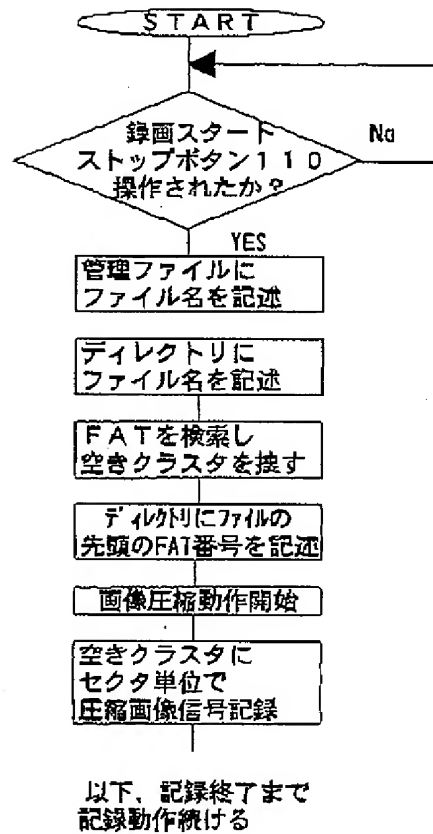 ＳＴＡＲＴ
録画スタート
ストップボタン１１０
操作されたか？
No
YES
管理ファイルに
ファイル名を記述
ディレクトリに
ファイル名を記述
ＦＡＴを検索し
空きクラスタを捜す
ディレクトリにファイルの
先頭のFAT番号を記述
画像圧縮動作開始
空きクラスタに
セクタ単位で
圧縮画像信号記録
以下、記録終了まで
記録動作続ける